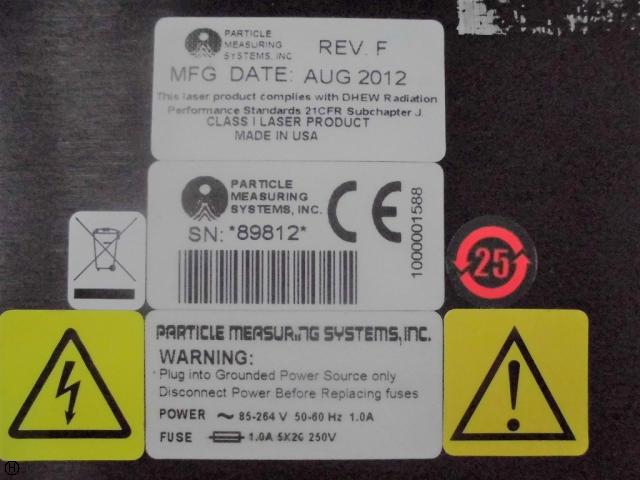 PARTICLE
MEASURING
SYSTEMS, INC
REV. F
MFG DATE: AUG 2012
This laser product complies with DHEW Radiation
Performance Standards 21CFR Subchapter J.
CLASS I LASER PRODUCT
MADE IN USA
PARTICLE
MEASURING
SYSTEMS, INC.
CE
SN: *89812*
1000001588
25
PARTICLE MEASURING SYSTEMS, INC.
WARNING:
Plug into Grounded Power Source only
Disconnect Power Before Replacing fuses
POWER ~ 85-264 V 50-60 Hz 1.0A
FUSE 1.0A 5X20 250V
H